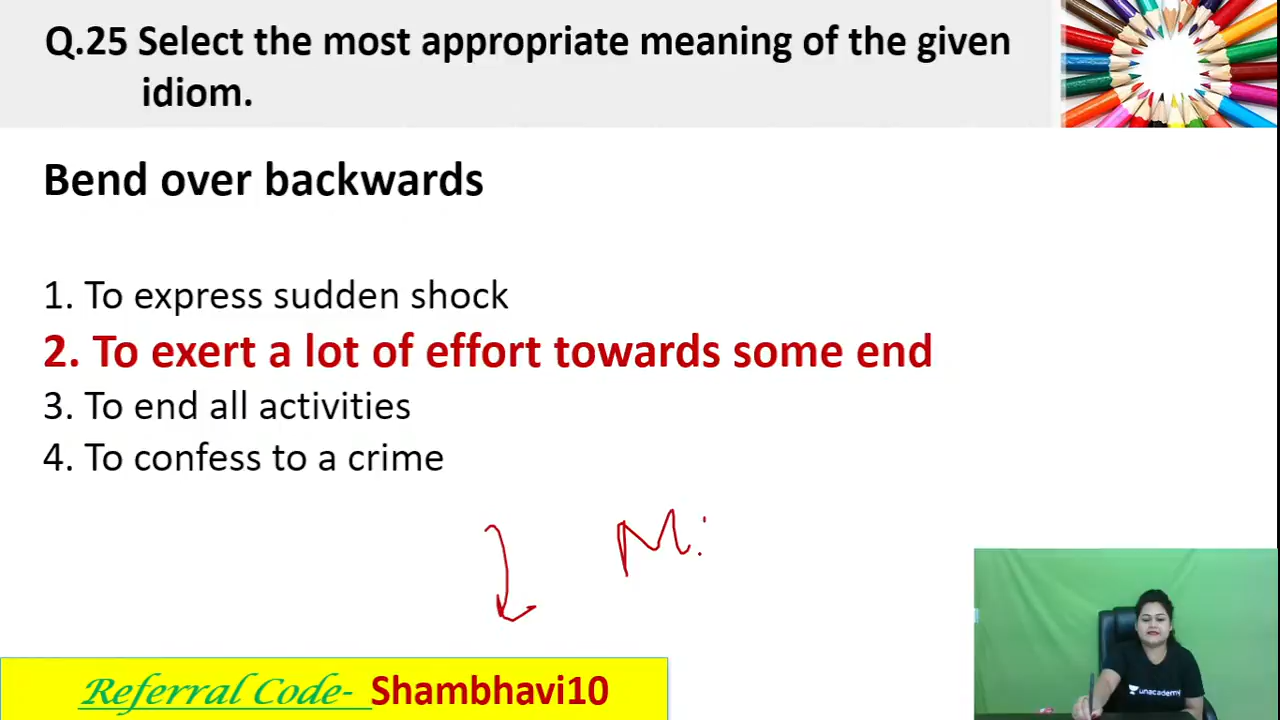 Q.25 Select the most appropriate meaning of the given
idiom.
Bend over backwards
1. To express sudden shock
2. To exert a lot of effort towards some end
3. To end all activities
4. To confess to a crime
M:
unacademy
Referral Code- Shambhavi10